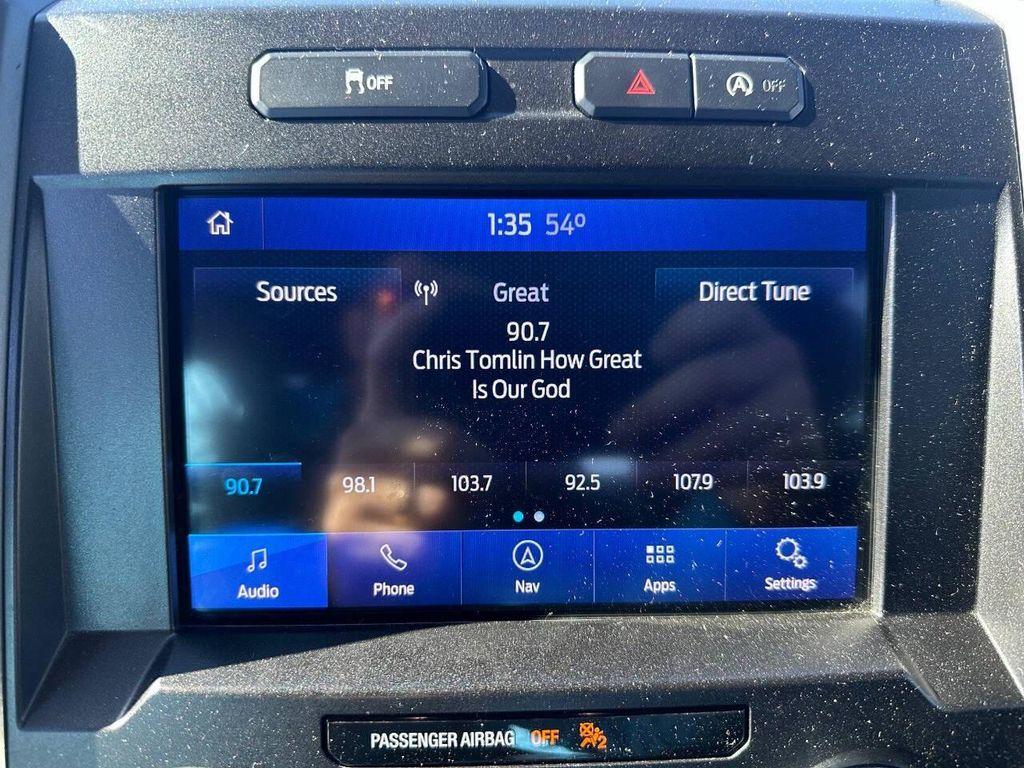 OFF
OFF
1:35 54°
Sources
Great
Direct Tune
90.7
Chris Tomlin How Great
Is Our God
90.7 98.1 103.7 92.5 107.9 103.9
Audio Phone Nav Apps Settings
PASSENGER AIRBAG OFF 2